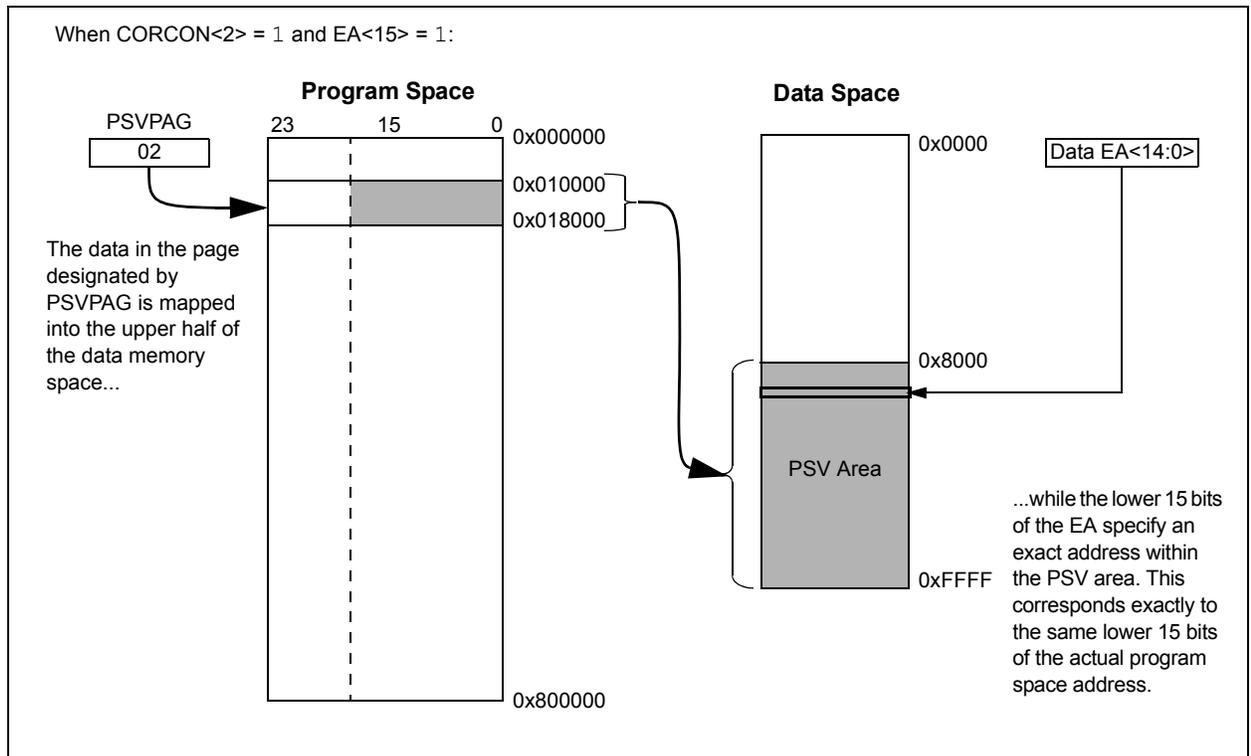 When CORCON<2> = 1 and EA<15> = 1:
Program Space
Data Space
PSVPAG
02
23 15 0
0x000000
0x010000
0x018000
0x800000
The data in the page
designated by
PSVPAG is mapped
into the upper half of
the data memory
space...
0x0000
0x8000
PSV Area
0xFFFF
Data EA<14:0>
...while the lower 15 bits
of the EA specify an
exact address within
the PSV area. This
corresponds exactly to
the same lower 15 bits
of the actual program
space address.